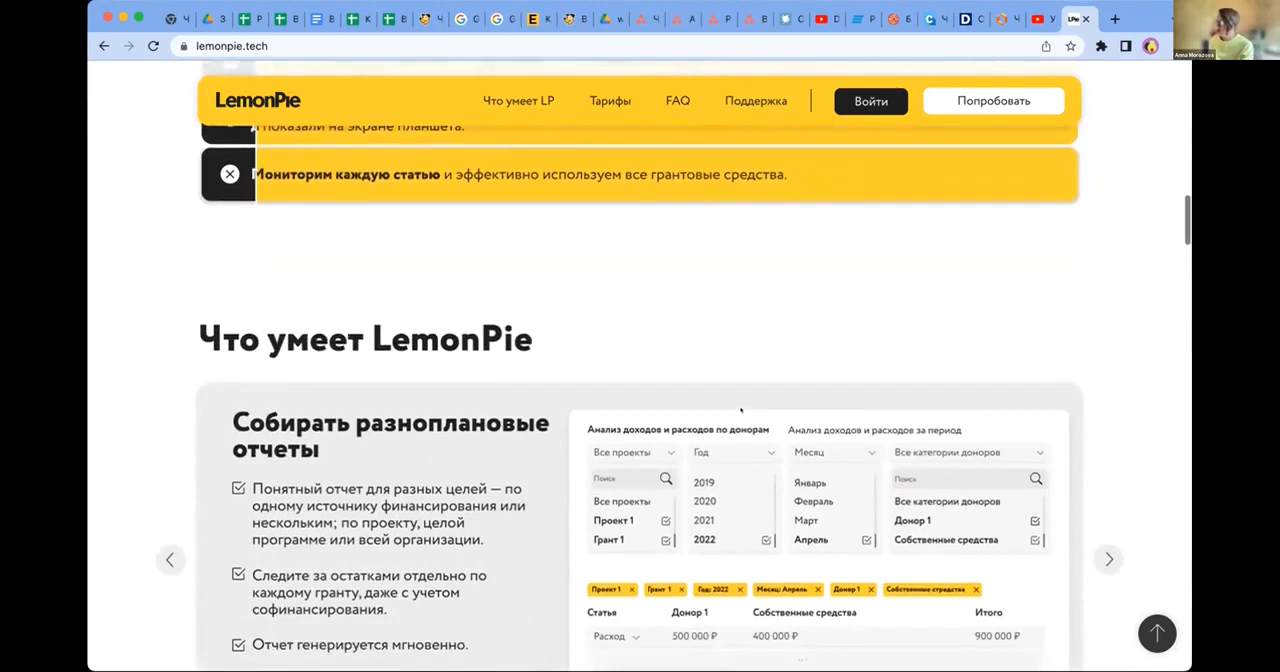 Ч
З
Р
В
В
К
В
Ч
С
С
К
В
w
Ч
А
Р
В
С
С
Р
Б
Ч
С
Ч
У
LPie
lemonpie.tech
Anna Morozova
LemonPie
Что умеет LP
Тарифы
FAQ
Поддержка
Войти
Попробовать
показали на экране планшета.
Мониторим каждую статью и эффективно используем все грантовые средства.
Что умеет LemonPie
Собирать разноплановые
отчеты
Понятный отчет для разных целей — по
одному источнику финансирования или
нескольким; по проекту, целой
программе или всей организации.
Следите за остатками отдельно по
каждому гранту, даже с учетом
софинансирования.
Отчет генерируется мгновенно.
Анализ доходов и расходов по донорам
Анализ доходов и расходов за период
Все проекты
Год
Месяц
Все категории доноров
Поиск
2019
Январь
Поиск
Все проекты
2020
Февраль
Все категории доноров
Проект 1
2021
Март
Донор 1
Грант 1
2022
Апрель
Собственные средства
Проект 1
Грант 1
Год: 2022
Месяц: Апрель
Донор 1
Собственные средства
Статья
Донор 1
Собственные средства
Итого
Расход
500 000 ₽
400 000 ₽
900 000 ₽
...